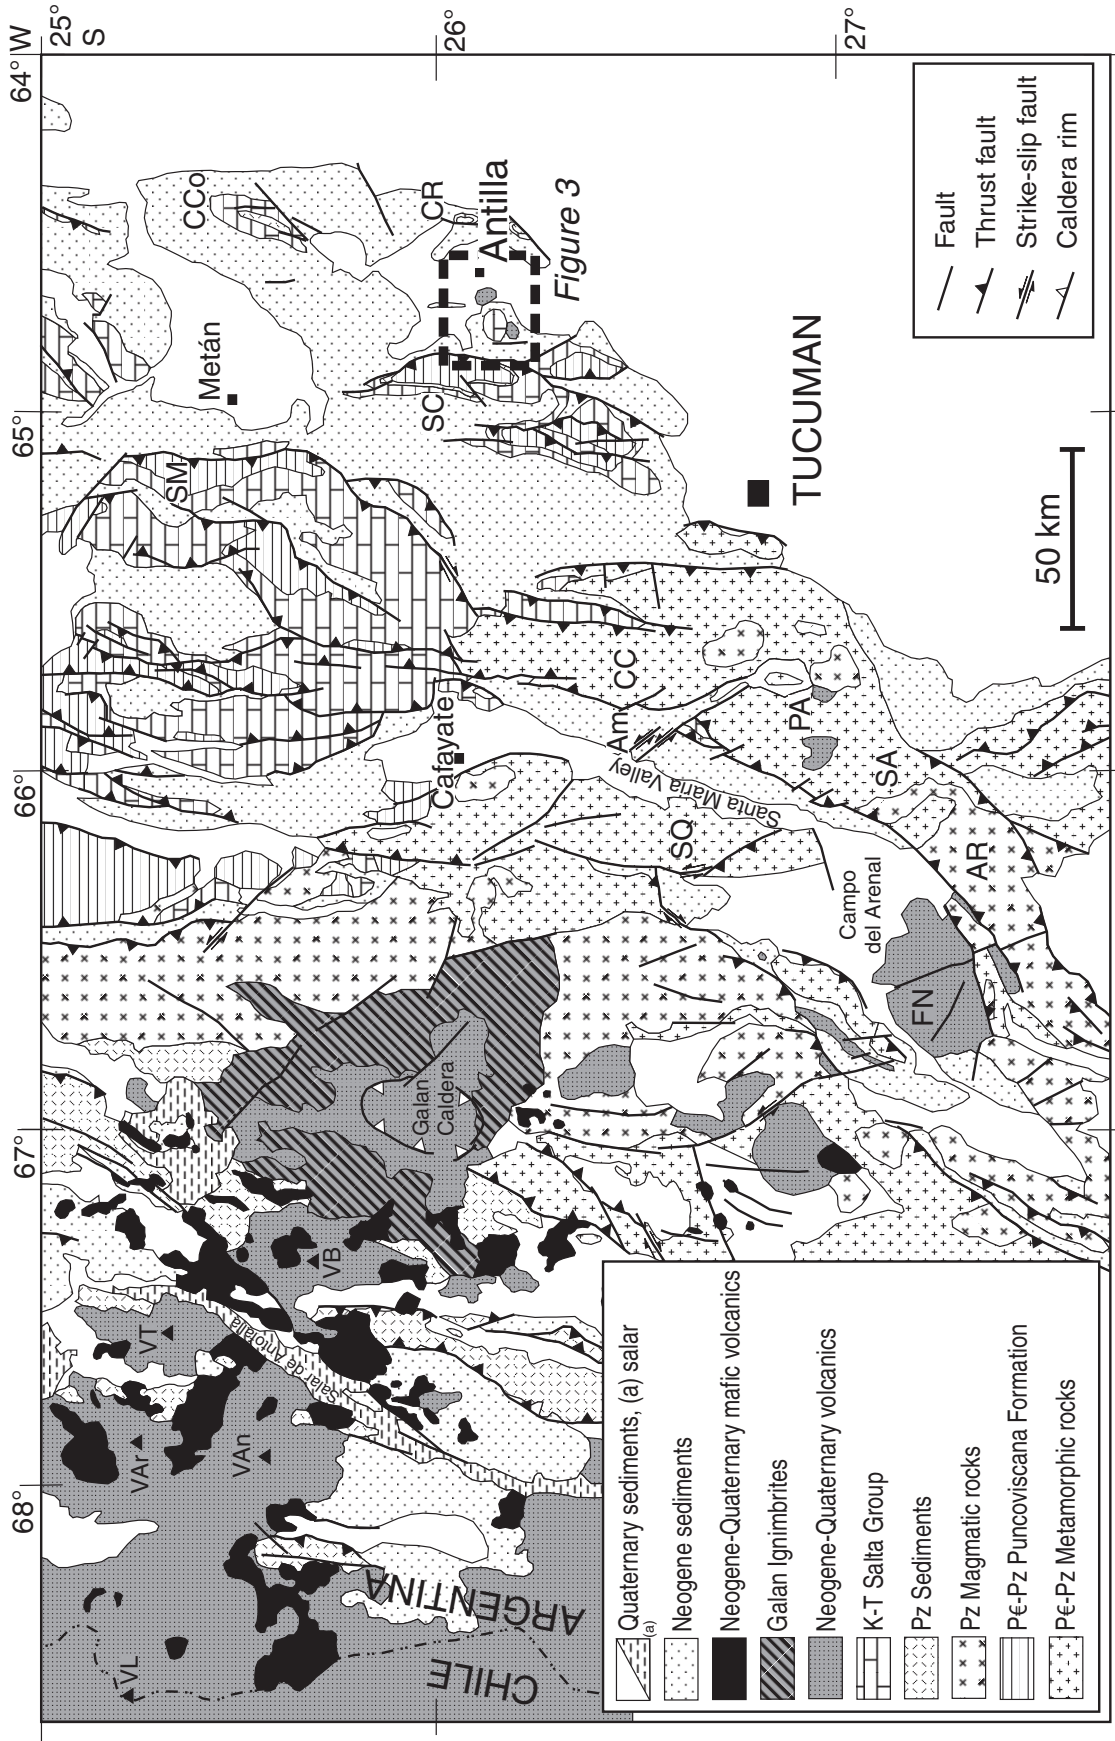 68°
67°
66°
65°
64° W
25°
S
26°
27°
VL
VAr
VT
VAn
VB
Salar de Antofalla
CHILE
ARGENTINA
Galan
Caldera
SM
Metán
CCo
CR
SC
Antilla
Figure 3
Cafayate
Am
CC
Santa Maria Valley
SQ
PA
SA
TUCUMAN
Campo
del Arenal
FN
AR
50 km
Quaternary sediments, (a) salar
(a)
Neogene sediments
Neogene-Quaternary mafic volcanics
Galan Ignimbrites
Neogene-Quaternary volcanics
K-T Salta Group
Pz Sediments
Pz Magmatic rocks
P€-Pz Puncoviscana Formation
P€-Pz Metamorphic rocks
Fault
Thrust fault
Strike-slip fault
Caldera rim